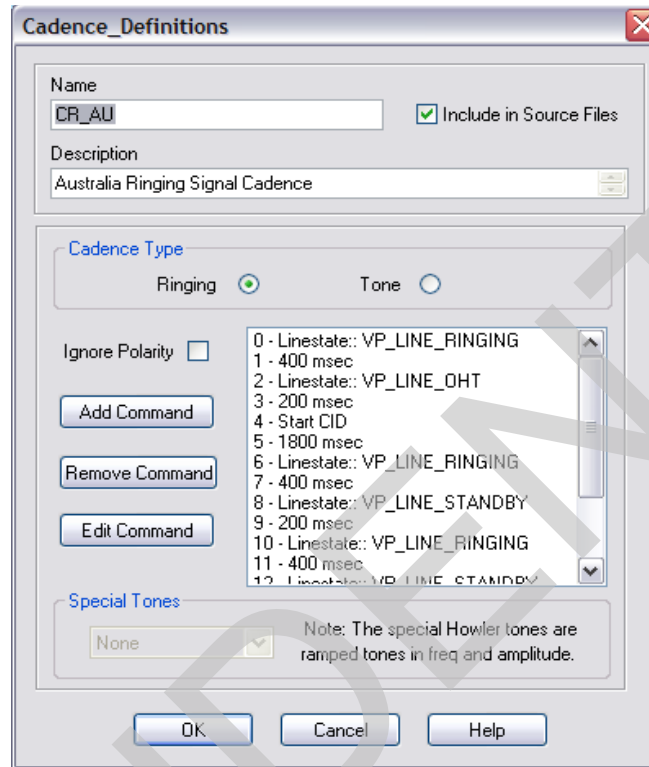 Cadence_Definitions
Name
CR_AU
Include in Source Files
Description
Australia Ringing Signal Cadence
Cadence Type
Ringing
Tone
Ignore Polarity
Add Command
Remove Command
Edit Command
0 - Linestate:: VP_LINE_RINGING
1 - 400 msec
2 - Linestate:: VP_LINE_OHT
3 - 200 msec
4 - Start CID
5 - 1800 msec
6 - Linestate:: VP_LINE_RINGING
7 - 400 msec
8 - Linestate:: VP_LINE_STANDBY
9 - 200 msec
10 - Linestate:: VP_LINE_RINGING
11 - 400 msec
12 - Linestate:: VP_LINE_STANDBY
Special Tones
None
Note: The special Howler tones are
ramped tones in freq and amplitude.
OK
Cancel
Help